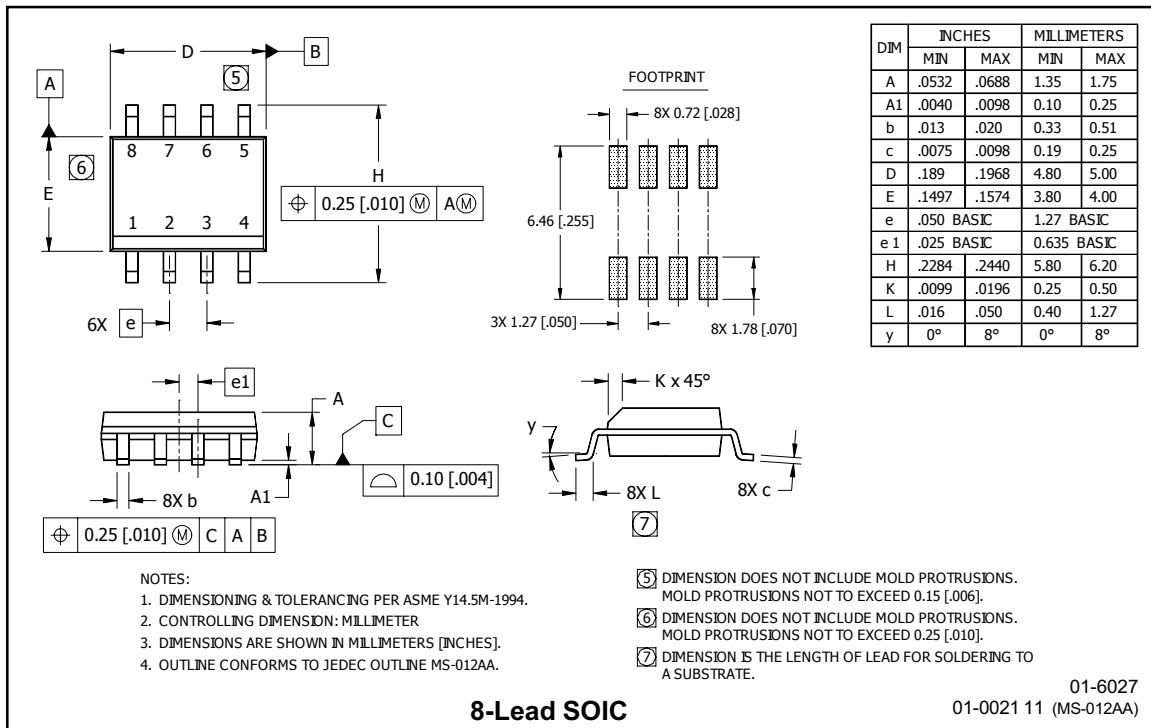 D
B
5
A
8 7 6 5
6
E
H
⌖ 0.25 [.010] Ⓜ AⓂ
1 2 3 4
6X e
FOOTPRINT
8X 0.72 [.028]
6.46 [.255]
3X 1.27 [.050]
8X 1.78 [.070]
DIM INCHES MILLIMETERS
MIN MAX MIN MAX
A .0532 .0688 1.35 1.75
A1 .0040 .0098 0.10 0.25
b .013 .020 0.33 0.51
c .0075 .0098 0.19 0.25
D .189 .1968 4.80 5.00
E .1497 .1574 3.80 4.00
e .050 BASIC 1.27 BASIC
e 1 .025 BASIC 0.635 BASIC
H .2284 .2440 5.80 6.20
K .0099 .0196 0.25 0.50
L .016 .050 0.40 1.27
y 0° 8° 0° 8°
e1
A
C
0.10 [.004]
A1
8X b
⌖ 0.25 [.010] Ⓜ C A B
K x 45°
y
8X L
8X c
7
NOTES:
1. DIMENSIONING & TOLERANCING PER ASME Y14.5M-1994.
2. CONTROLLING DIMENSION: MILLIMETER
3. DIMENSIONS ARE SHOWN IN MILLIMETERS [INCHES].
4. OUTLINE CONFORMS TO JEDEC OUTLINE MS-012AA.
5 DIMENSION DOES NOT INCLUDE MOLD PROTRUSIONS.
MOLD PROTRUSIONS NOT TO EXCEED 0.15 [.006].
6 DIMENSION DOES NOT INCLUDE MOLD PROTRUSIONS.
MOLD PROTRUSIONS NOT TO EXCEED 0.25 [.010].
7 DIMENSION IS THE LENGTH OF LEAD FOR SOLDERING TO
A SUBSTRATE.
8-Lead SOIC
01-6027
01-0021 11 (MS-012AA)